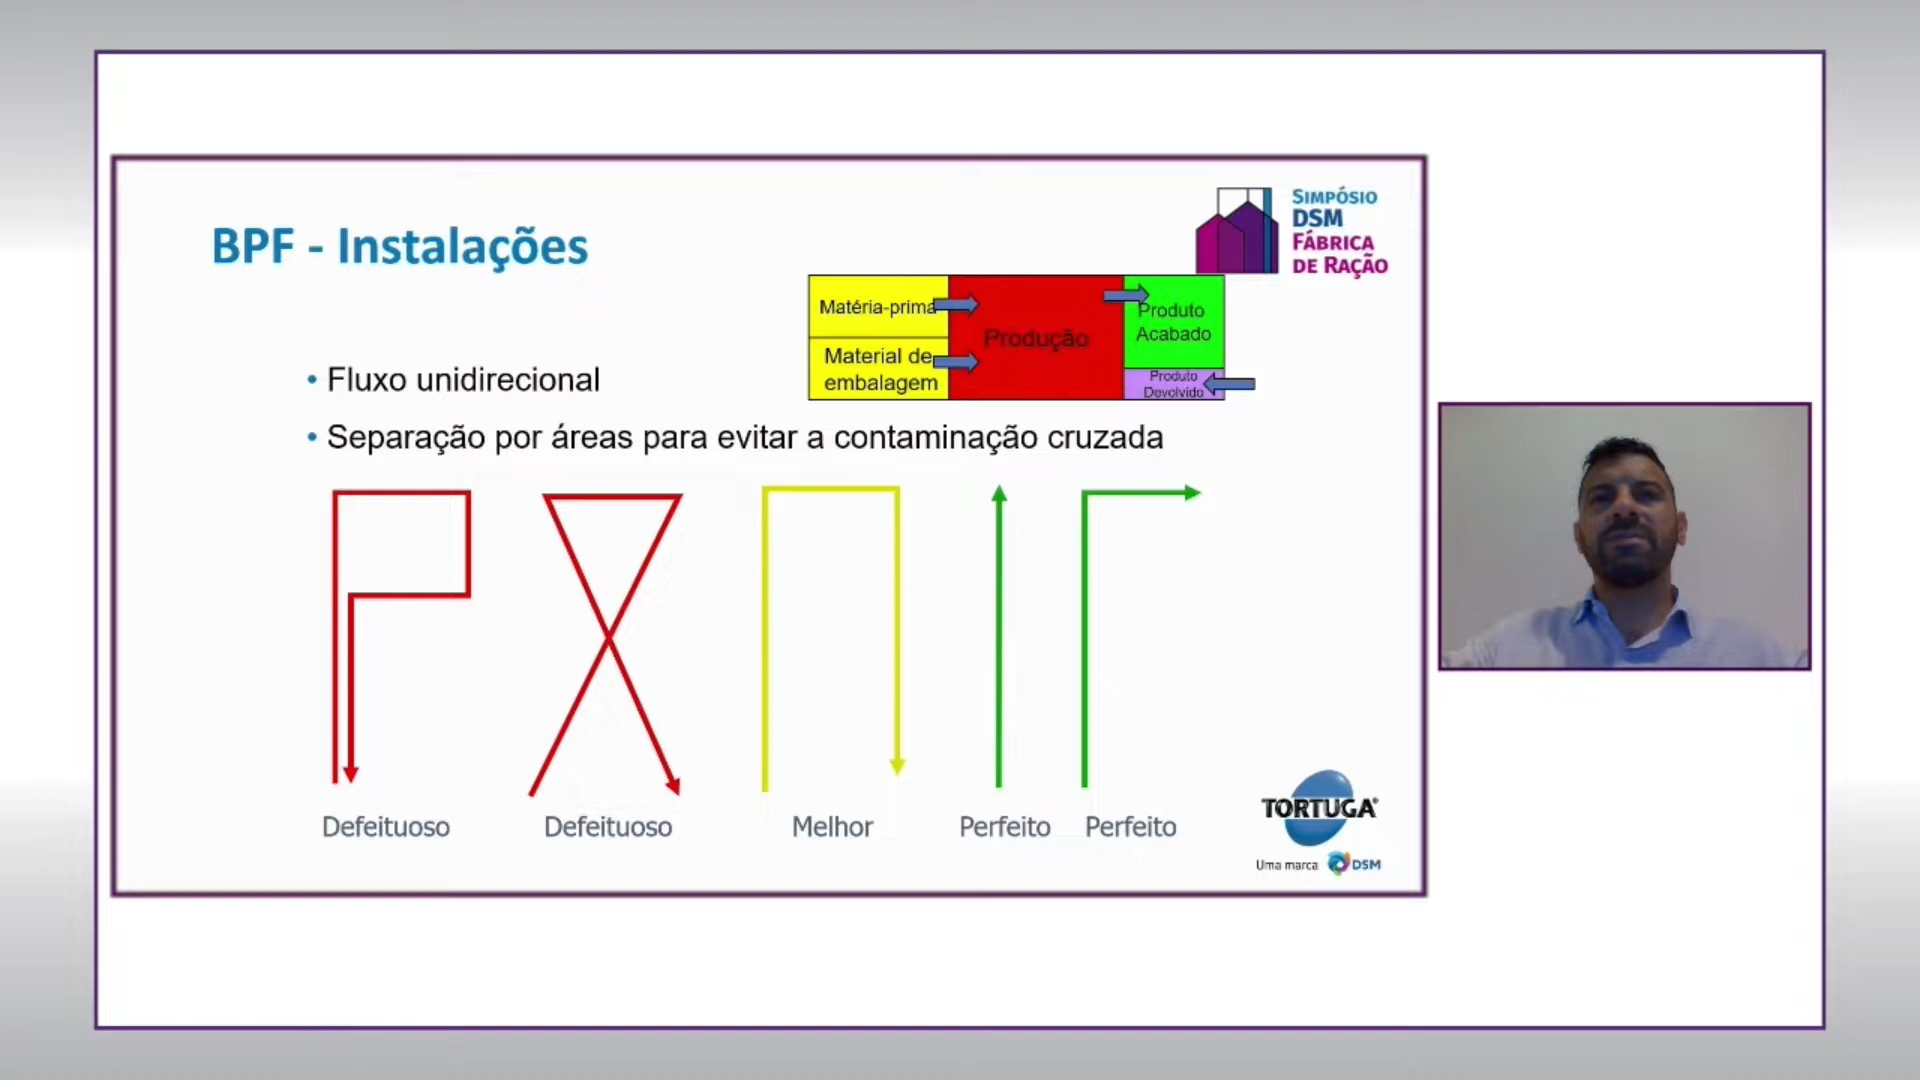 SIMPÓSIO
DSM
FÁBRICA
DE RAÇÃO
BPF - Instalações
Matéria-prima
Material de
embalagem
Produção
Produto
Acabado
Produto
Devolvido
• Fluxo unidirecional
• Separação por áreas para evitar a contaminação cruzada
Defeituoso
Defeituoso
Melhor
Perfeito
Perfeito
TORTUGA®
Uma marca DSM